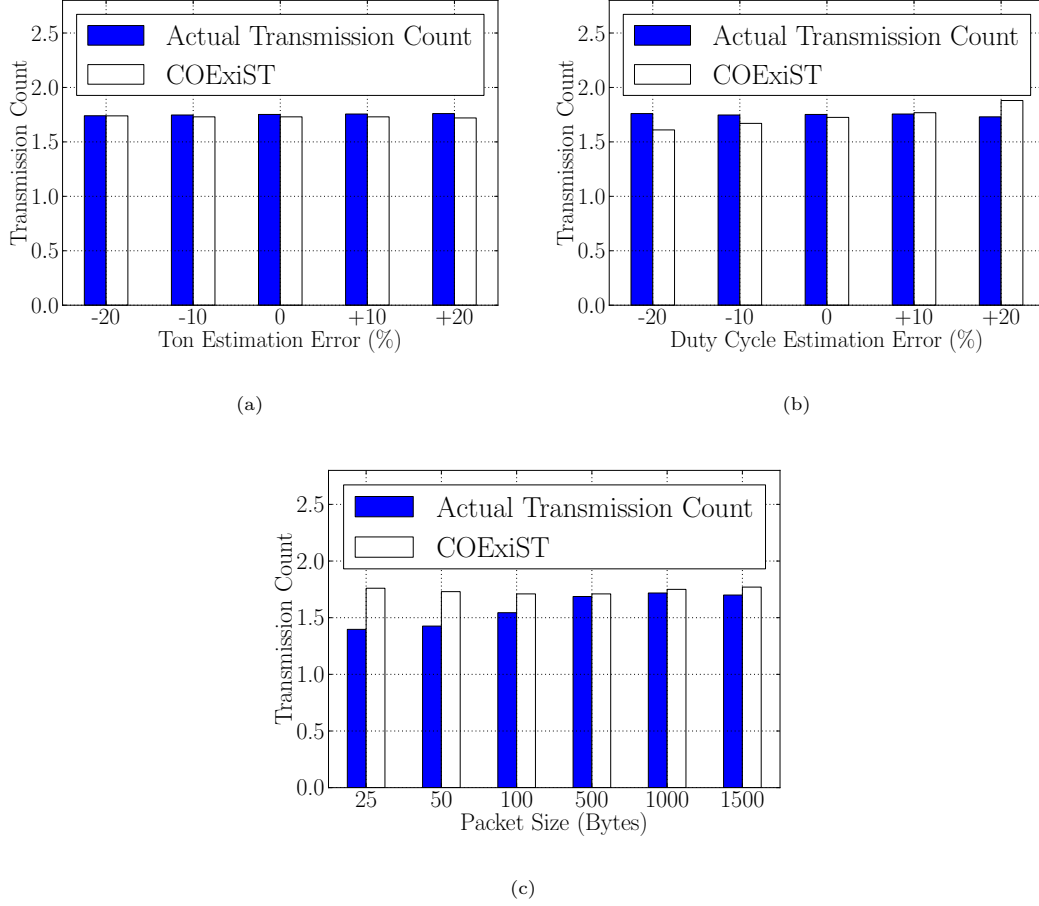 2.5
2.0
1.5
1.0
0.5
0.0
Transmission Count
Actual Transmission Count
COExiST
-20 -10 0 +10 +20
Ton Estimation Error (%)
(a)
2.5
2.0
1.5
1.0
0.5
0.0
Transmission Count
Actual Transmission Count
COExiST
-20 -10 0 +10 +20
Duty Cycle Estimation Error (%)
(b)
2.5
2.0
1.5
1.0
0.5
0.0
Transmission Count
Actual Transmission Count
COExiST
25 50 100 500 1000 1500
Packet Size (Bytes)
(c)